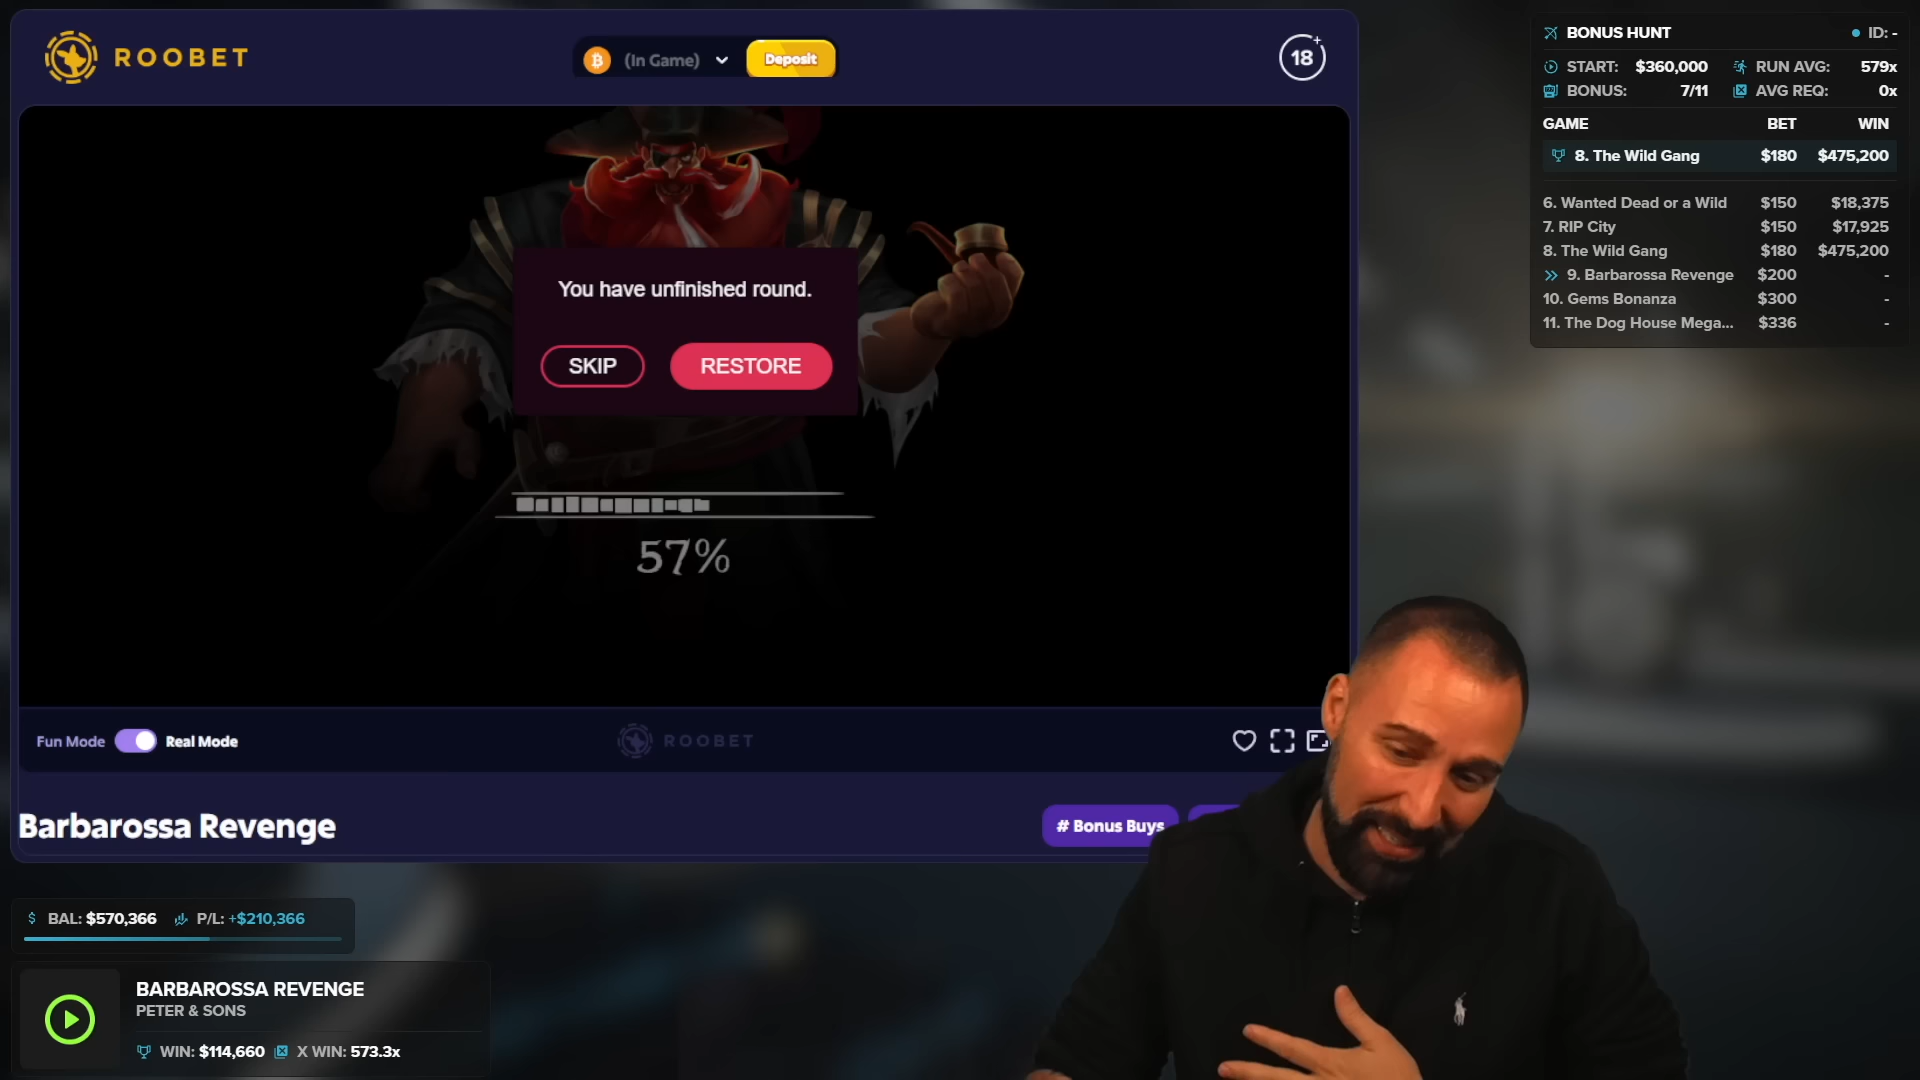 ROOBET
(In Game)
Deposit
18+
You have unfinished round.
SKIP
RESTORE
57%
Fun Mode
Real Mode
ROOBET
Barbarossa Revenge
# Bonus Buys
BAL: $570,366 P/L: +$210,366
BARBAROSSA REVENGE
PETER & SONS
WIN: $114,660 X WIN: 573.3x
BONUS HUNT ID: -
START: $360,000 RUN AVG: 579x
BONUS: 7/11 AVG REQ: 0x
GAME BET WIN
8. The Wild Gang $180 $475,200
6. Wanted Dead or a Wild $150 $18,375
7. RIP City $150 $17,925
8. The Wild Gang $180 $475,200
9. Barbarossa Revenge $200 -
10. Gems Bonanza $300 -
11. The Dog House Mega... $336 -